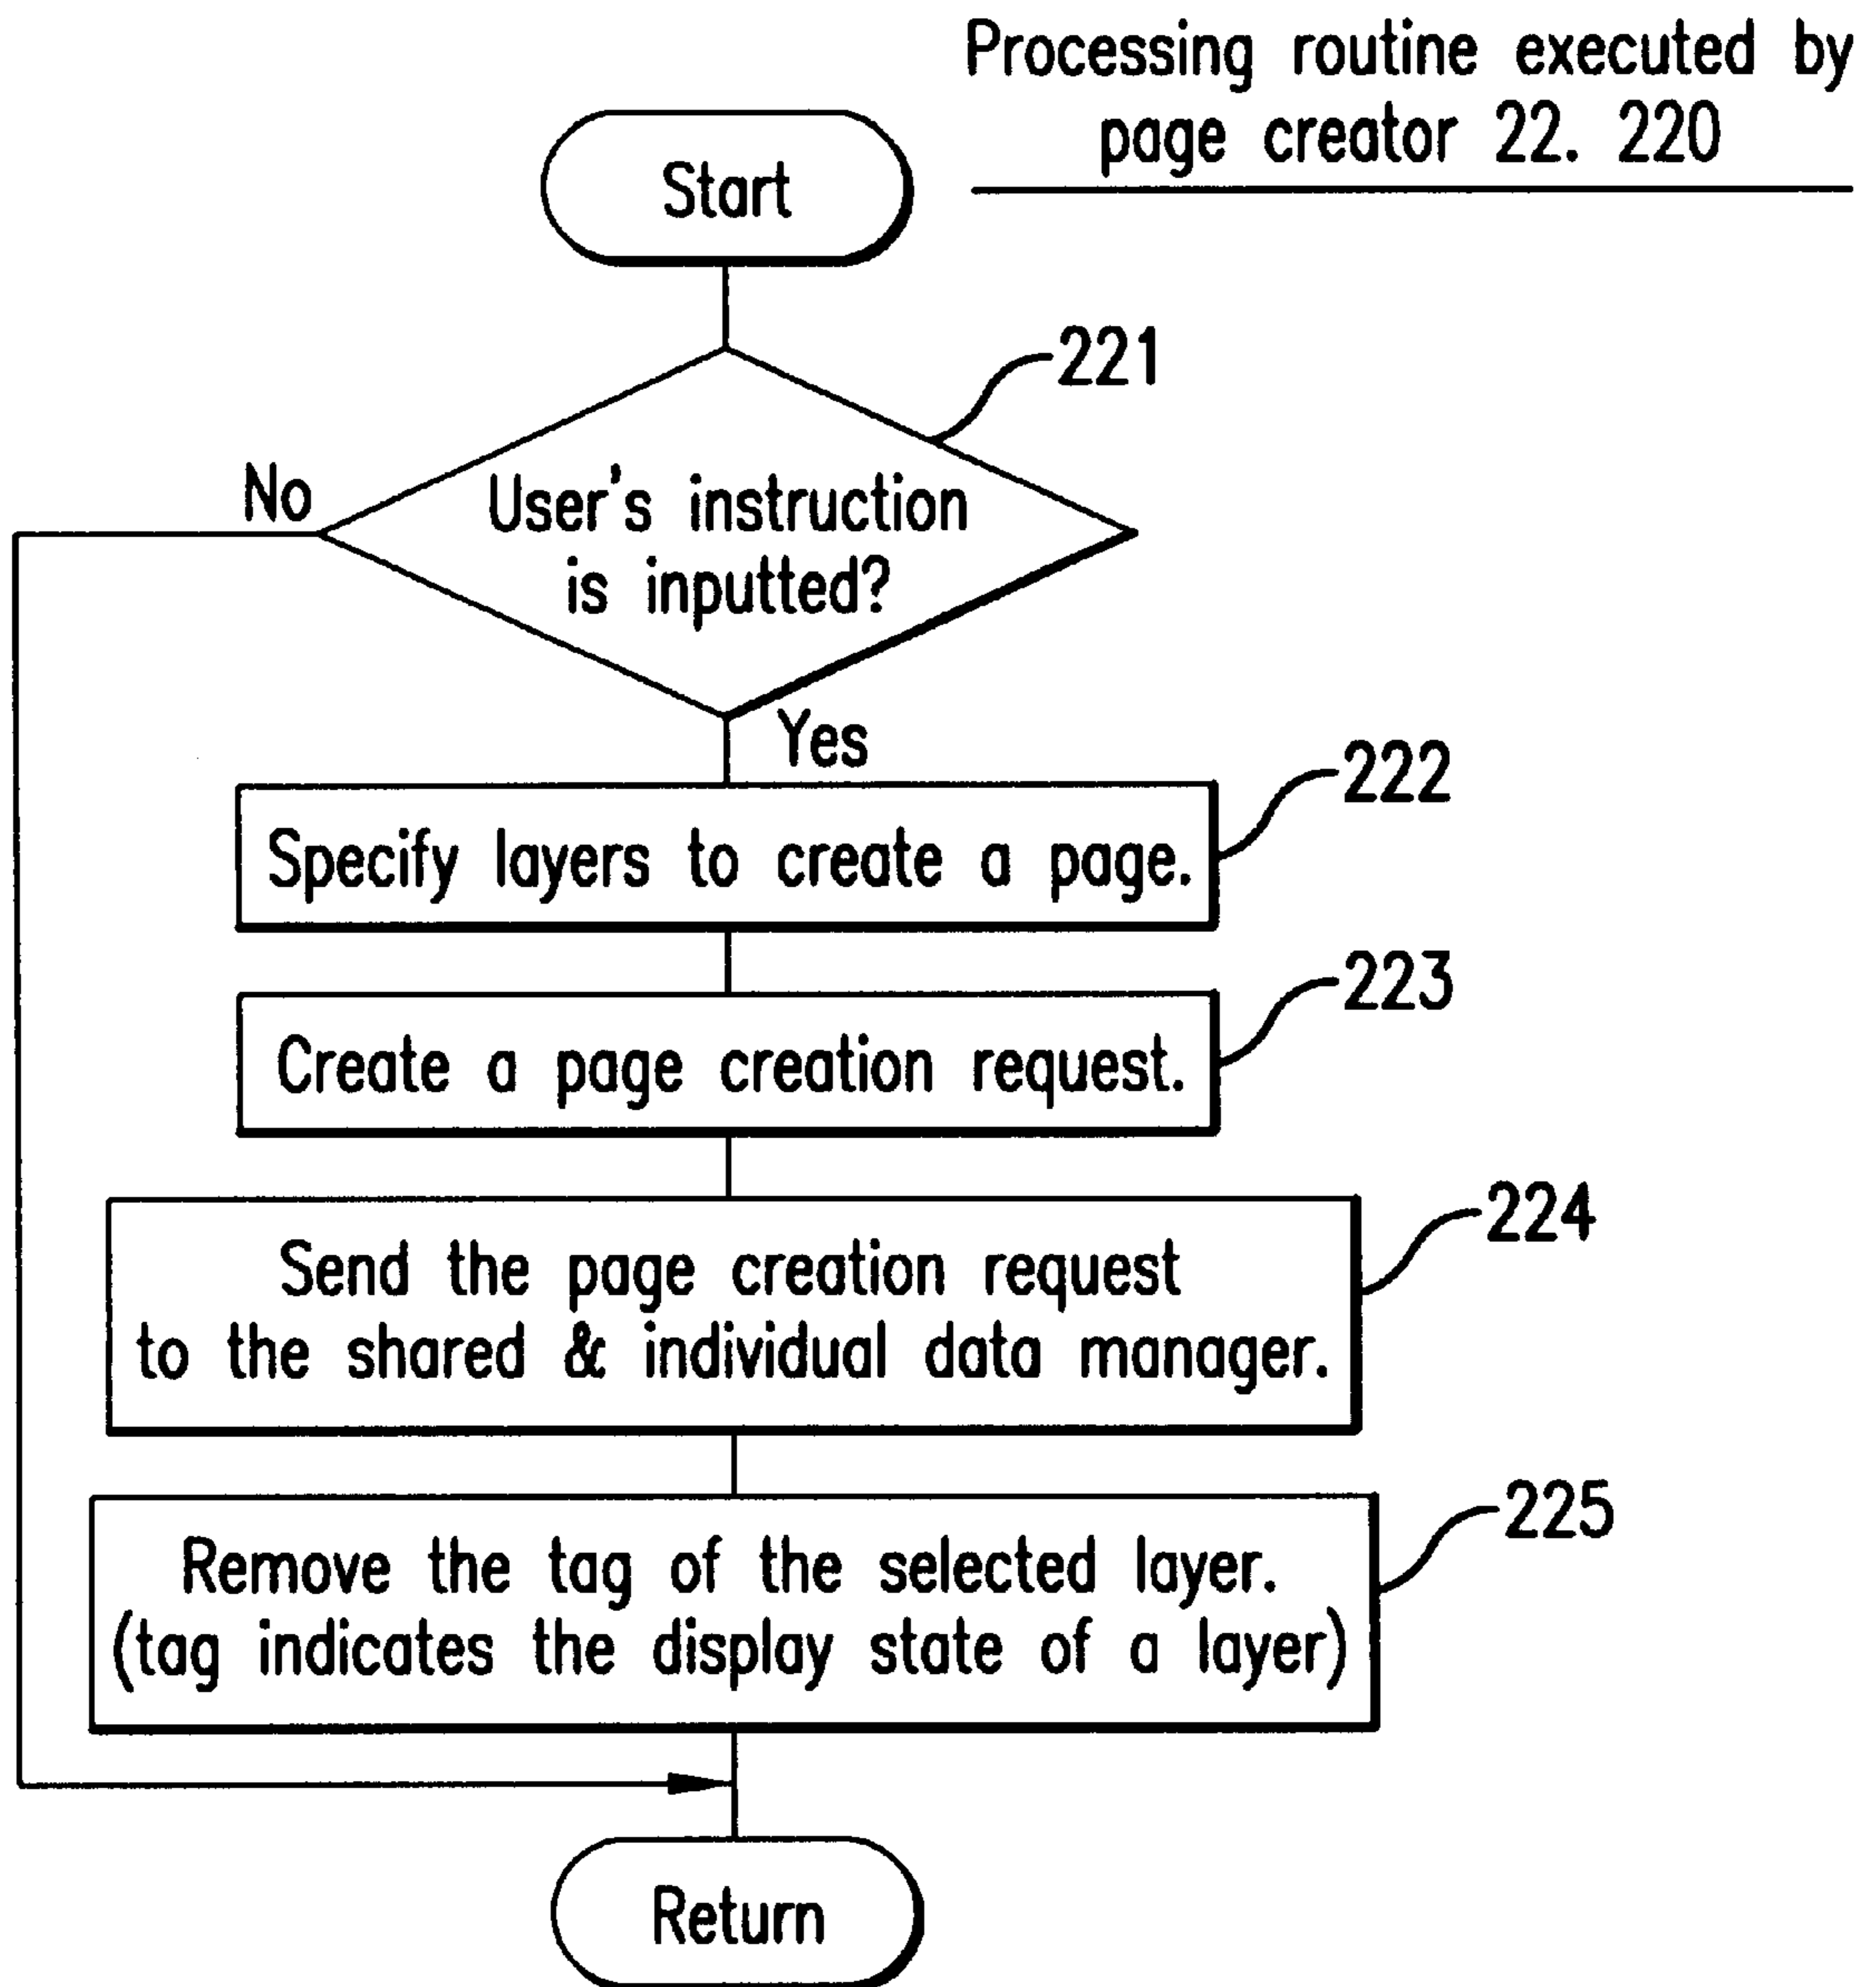 Processing routine executed by
page creator 22. 220
Start
221
User's instruction
is inputted?
No
Yes
222
Specify layers to create a page.
223
Create a page creation request.
224
Send the page creation request
to the shared & individual data manager.
225
Remove the tag of the selected layer.
(tag indicates the display state of a layer)
Return